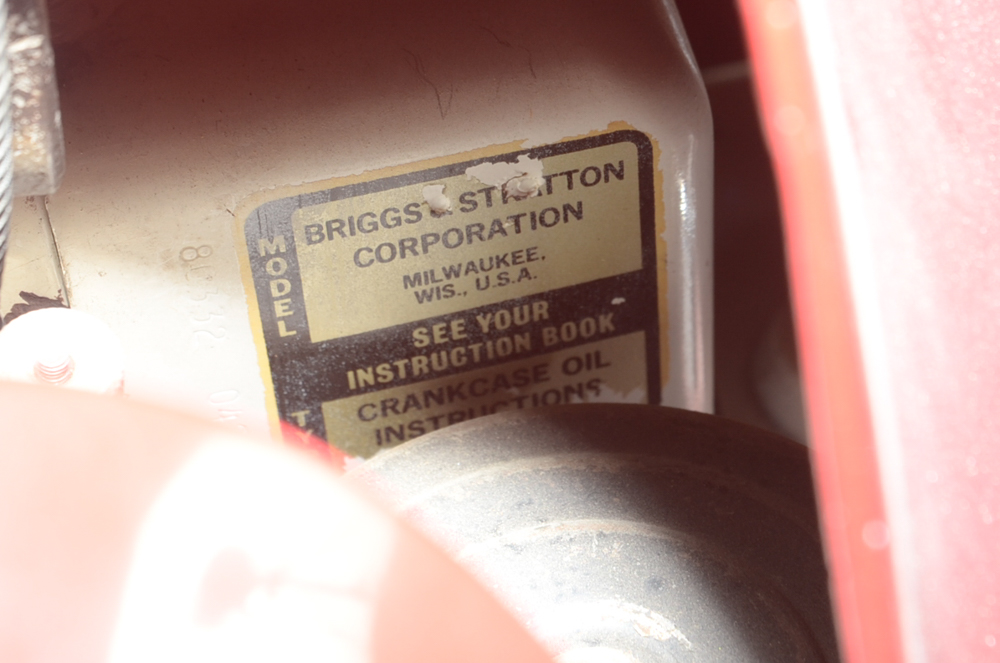 MODEL
BRIGGS & STRATTON
CORPORATION
MILWAUKEE,
WIS., U.S.A.
SEE YOUR
INSTRUCTION BOOK
CRANKCASE OIL
INSTRUCTIONS